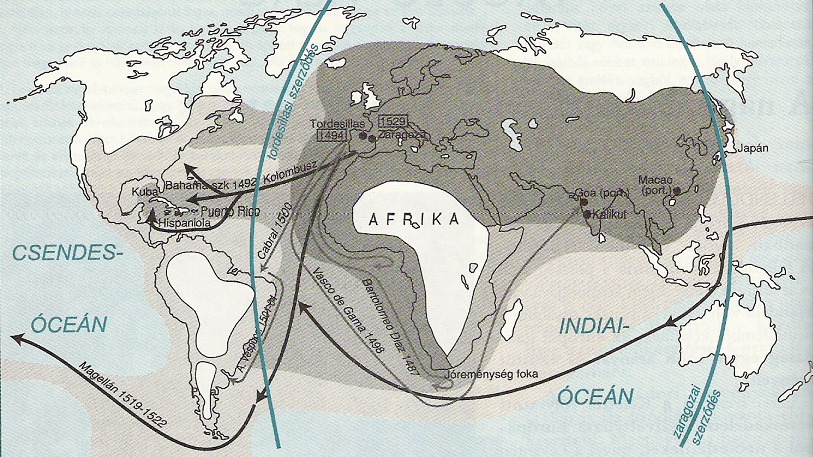 tordesillasi szerződés
Tordesillas
1494
1529
Zaragoza
Japán
Macao
(port.)
Goa (port.)
Kalikut
Kuba
Bahama szk 1492 Kolombusz
Puerto Rico
Hispaniola
AFRIKA
Cabral 1500
CSENDES-
ÓCEÁN
Vasco de Gama 1498
Bartolomeo Diaz 1487
A. Vespucci
INDIAI-
ÓCEÁN
Jóreménység foka
Magellán 1519-1522
zaragozai
szerződés